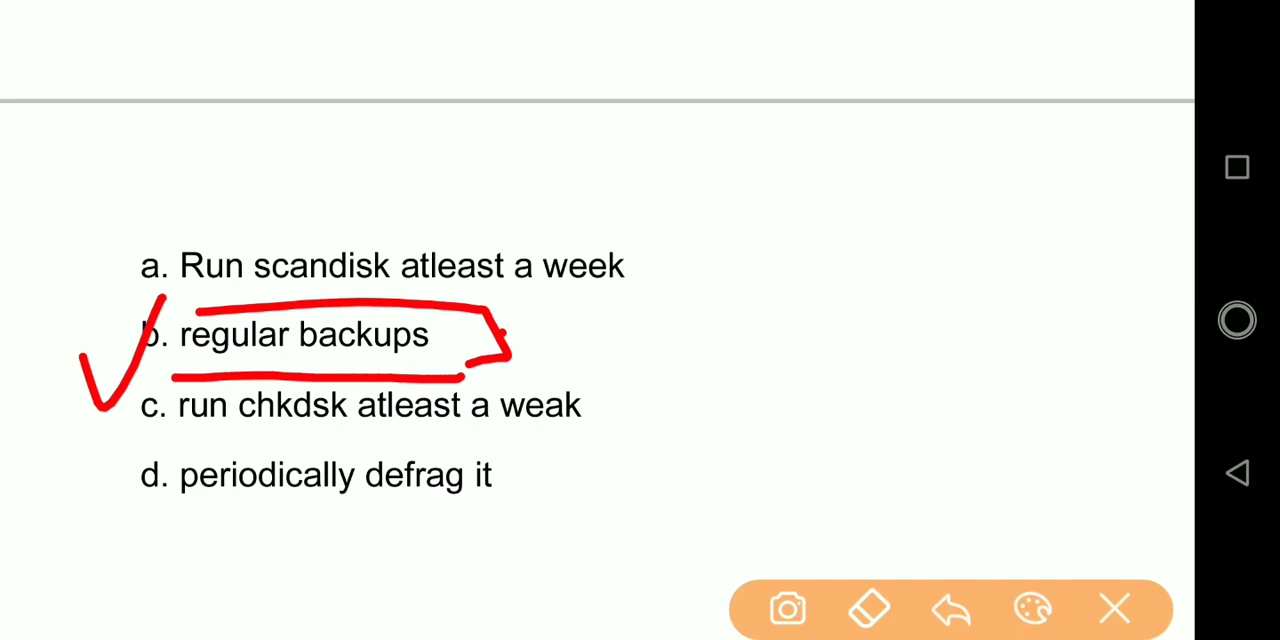 a. Run scandisk atleast a week
b. regular backups
c. run chkdsk atleast a weak
d. periodically defrag it